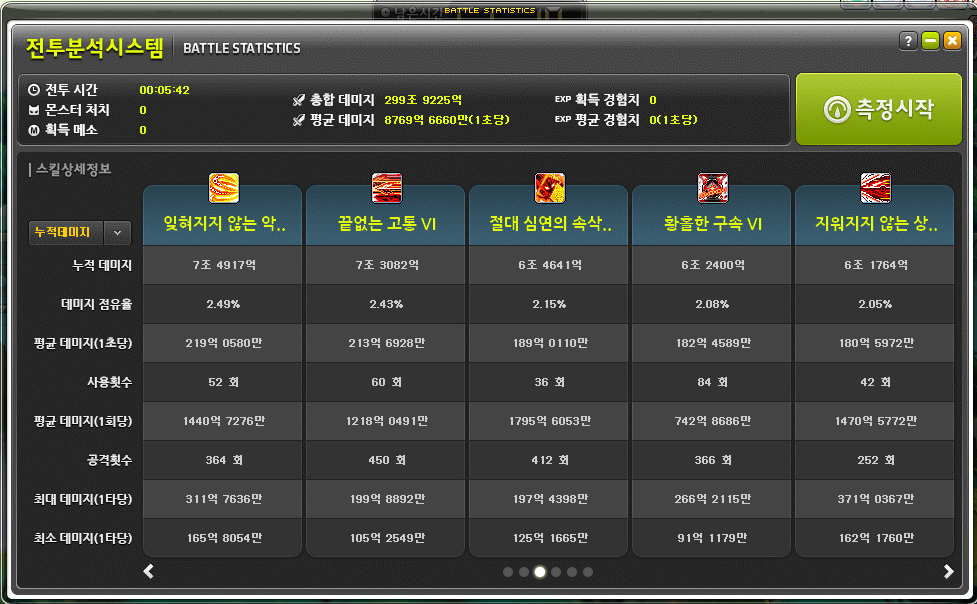 남은시간
BATTLE STATISTICS
전투분석시스템 BATTLE STATISTICS
전투 시간 00:05:42
몬스터 처치 0
획득 메소 0
총합 데미지 299조 9225억
평균 데미지 8769억 6660만(1초당)
EXP 획득 경험치 0
EXP 평균 경험치 0(1초당)
측정시작
스킬상세정보
누적데미지
잊혀지지 않는 악.. 끝없는 고통 VI 절대 심연의 속삭.. 황홀한 구속 VI 지워지지 않는 상..
누적 데미지 7조 4917억 7조 3082억 6조 4641억 6조 2400억 6조 1764억
데미지 점유율 2.49% 2.43% 2.15% 2.08% 2.05%
평균 데미지(1초당) 219억 0580만 213억 6928만 189억 0110만 182억 4589만 180억 5972만
사용횟수 52 회 60 회 36 회 84 회 42 회
평균 데미지(1회당) 1440억 7276만 1218억 0491만 1795억 6053만 742억 8686만 1470억 5772만
공격횟수 364 회 450 회 412 회 366 회 252 회
최대 데미지(1타당) 311억 7636만 199억 8892만 197억 4398만 266억 2115만 371억 0367만
최소 데미지(1타당) 165억 8054만 105억 2549만 125억 1665만 91억 1179만 162억 1760만